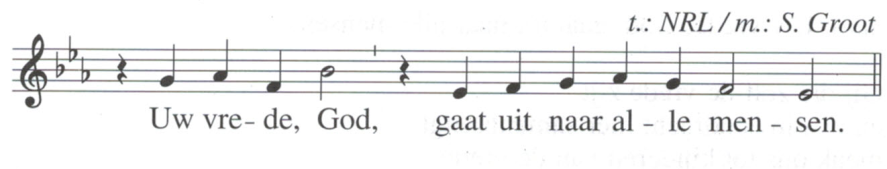 t.: NRL / m.: S. Groot
Uw vre - de, God, gaat uit naar al - le men - sen.